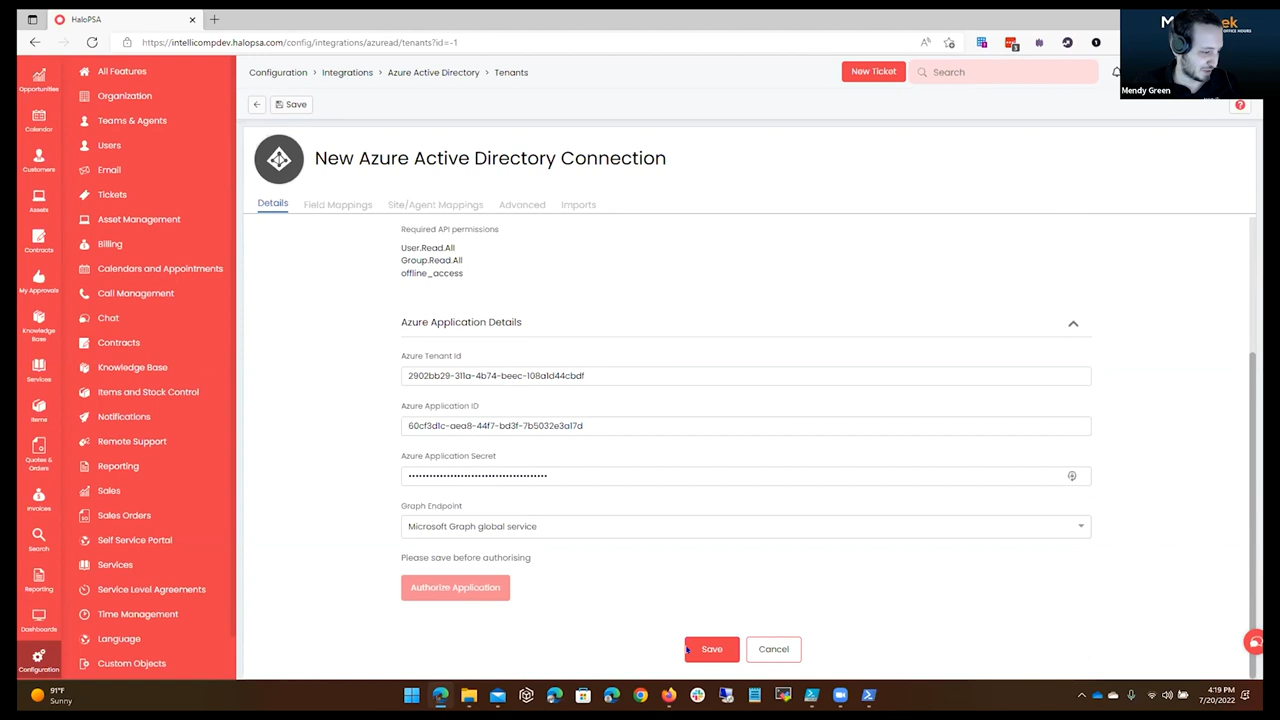 HaloPSA
https://intellicompdev.halopsa.com/config/integrations/azuread/tenants?id=-1
OFFICE HOURS
Mendy Green
Opportunities
Calendar
Customers
Assets
Contracts
My Approvals
Knowledge
Base
Services
Items
Quotes &
Orders
Invoices
Search
Reporting
Dashboards
Configuration
All Features
Organization
Teams & Agents
Users
Email
Tickets
Asset Management
Billing
Calendars and Appointments
Call Management
Chat
Contracts
Knowledge Base
Items and Stock Control
Notifications
Remote Support
Reporting
Sales
Sales Orders
Self Service Portal
Services
Service Level Agreements
Time Management
Language
Custom Objects
Configuration > Integrations > Azure Active Directory > Tenants
New Ticket
Search
Save
New Azure Active Directory Connection
Details Field Mappings Site/Agent Mappings Advanced Imports
Required API permissions
User.Read.All
Group.Read.All
offline_access
Azure Application Details
Azure Tenant Id
2902bb29-311a-4b74-beec-108a1d44cbdf
Azure Application ID
60cf3d1c-aea8-44f7-bd3f-7b5032e3a17d
Azure Application Secret
Graph Endpoint
Microsoft Graph global service
Please save before authorising
Authorize Application
Save Cancel
91°F
Sunny
4:19 PM
7/20/2022